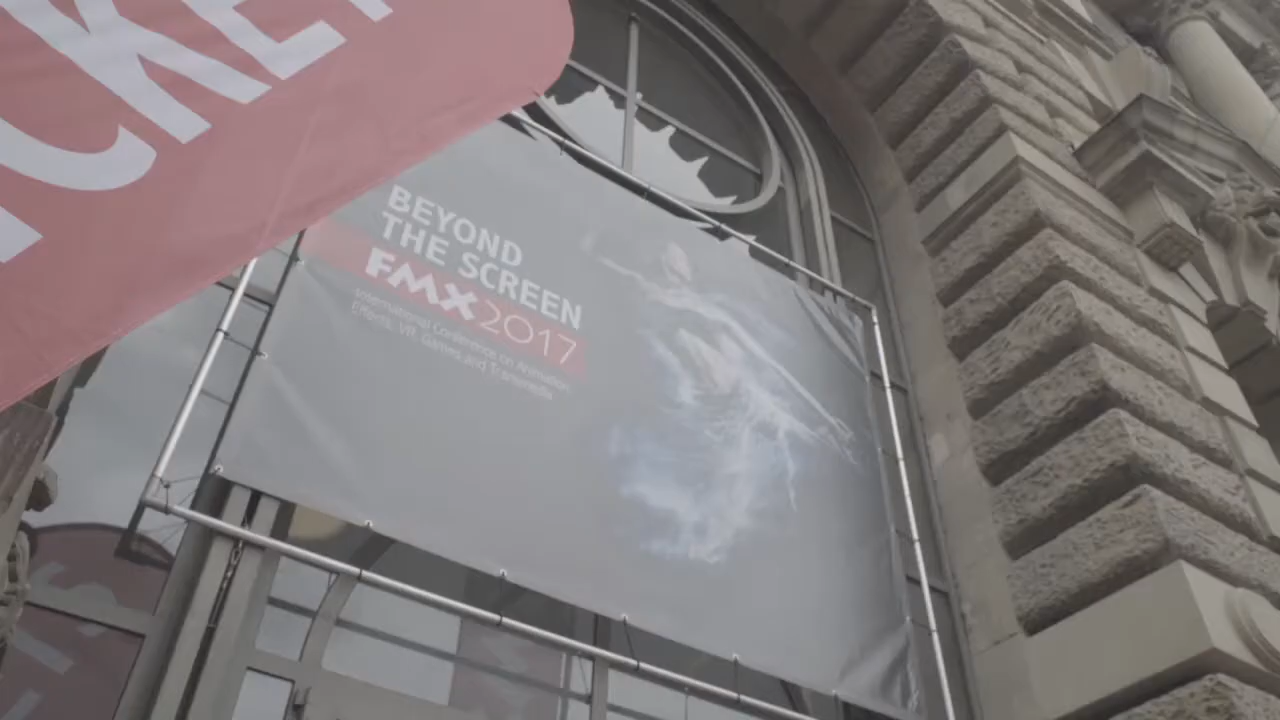 CKE
BEYOND
THE SCREEN
FMX 2017
International Conference on Animation,
Effects, VR, Games and Transmedia